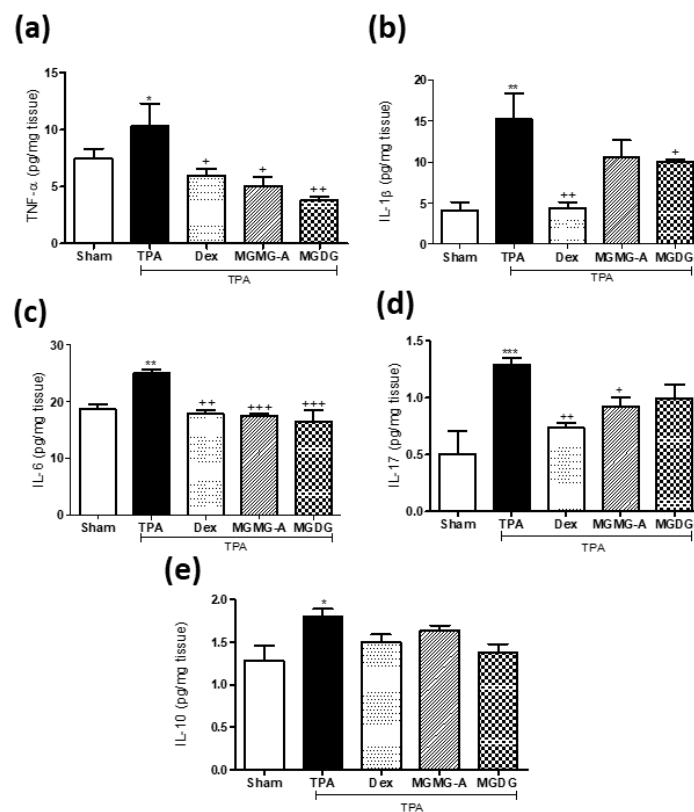 (a)
TNF-α (pg/mg tissue)
15
10
5
0
*
+
+
++
Sham TPA Dex MGMG-A MGDG
TPA
(b)
IL-1β (pg/mg tissue)
20
15
10
5
0
**
++
+
Sham TPA Dex MGMG-A MGDG
TPA
(c)
IL-6 (pg/mg tissue)
30
20
10
0
**
++
+++
+++
Sham TPA Dex MGMG-A MGDG
TPA
(d)
IL-17 (pg/mg tissue)
1.5
1.0
0.5
0.0
***
++
+
Sham TPA Dex MGMG-A MGDG
TPA
(e)
IL-10 (pg/mg tissue)
2.0
1.5
1.0
0.5
0.0
*
Sham TPA Dex MGMG-A MGDG
TPA